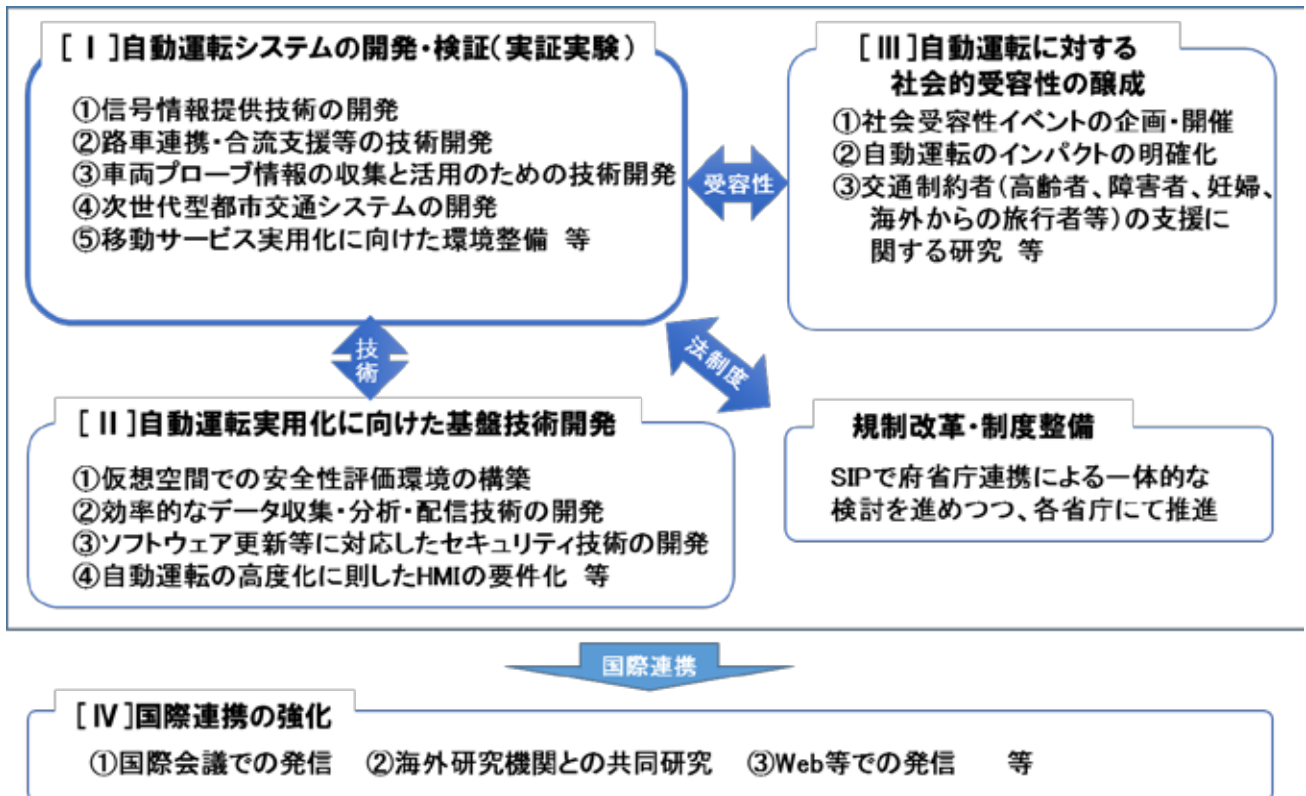 [Ⅰ]自動運転システムの開発・検証(実証実験)
①信号情報提供技術の開発
②路車連携・合流支援等の技術開発
③車両プローブ情報の収集と活用のための技術開発
④次世代型都市交通システムの開発
⑤移動サービス実用化に向けた環境整備 等
受容性
[Ⅲ]自動運転に対する
社会的受容性の醸成
①社会受容性イベントの企画・開催
②自動運転のインパクトの明確化
③交通制約者(高齢者、障害者、妊婦、
海外からの旅行者等)の支援に
関する研究 等
技術
法制度
[Ⅱ]自動運転実用化に向けた基盤技術開発
①仮想空間での安全性評価環境の構築
②効率的なデータ収集・分析・配信技術の開発
③ソフトウェア更新等に対応したセキュリティ技術の開発
④自動運転の高度化に則したHMIの要件化 等
規制改革・制度整備
SIPで府省庁連携による一体的な
検討を進めつつ、各省庁にて推進
国際連携
[Ⅳ]国際連携の強化
①国際会議での発信 ②海外研究機関との共同研究 ③Web等での発信 等